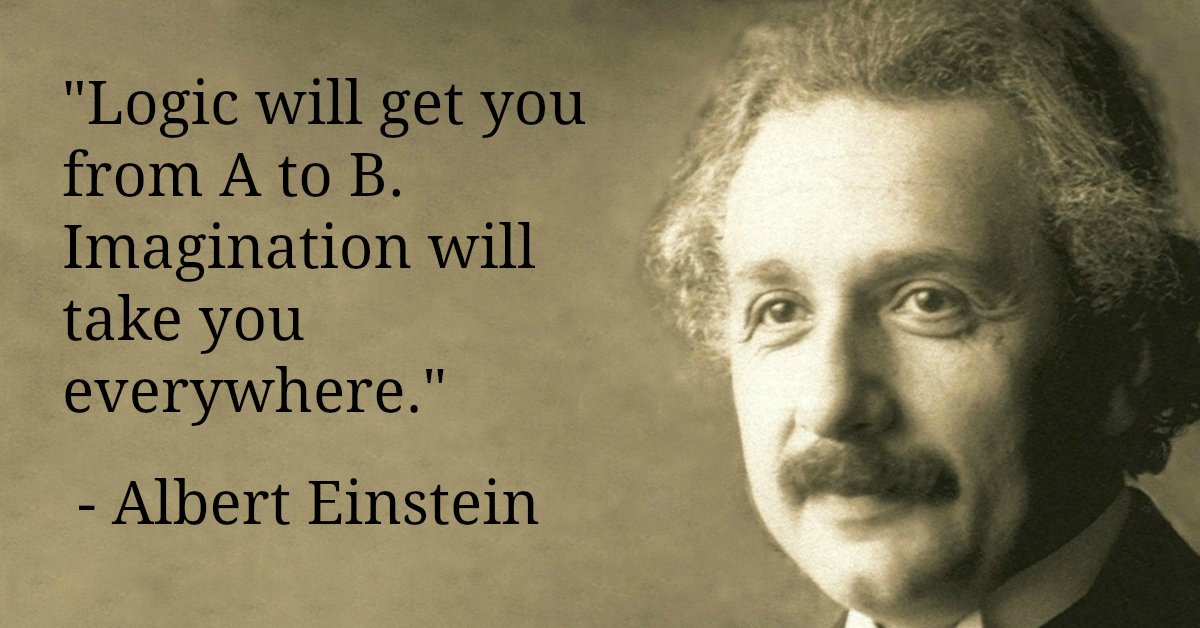 "Logic will get you
from A to B.
Imagination will
take you
everywhere."
- Albert Einstein